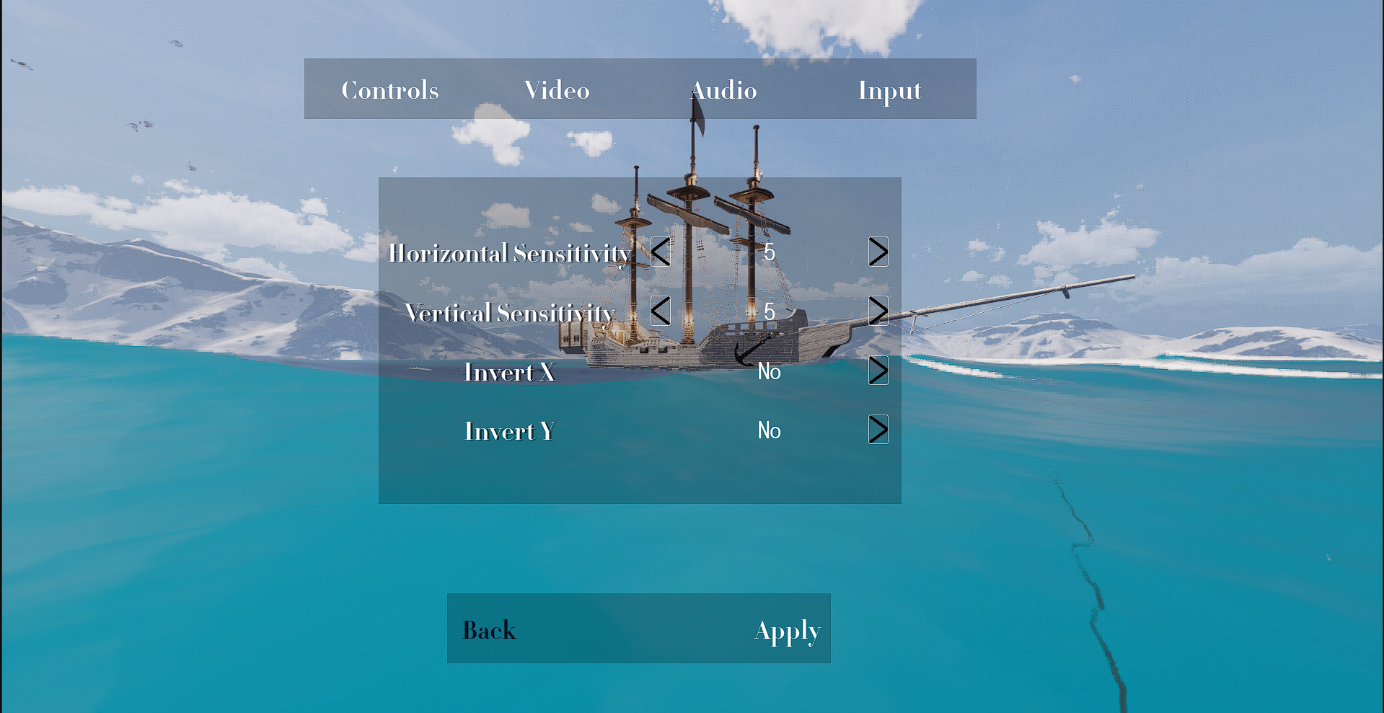 Controls Video Audio Input
Horizontal Sensitivity < 5 >
Vertical Sensitivity < 5 >
Invert X No >
Invert Y No >
Back Apply